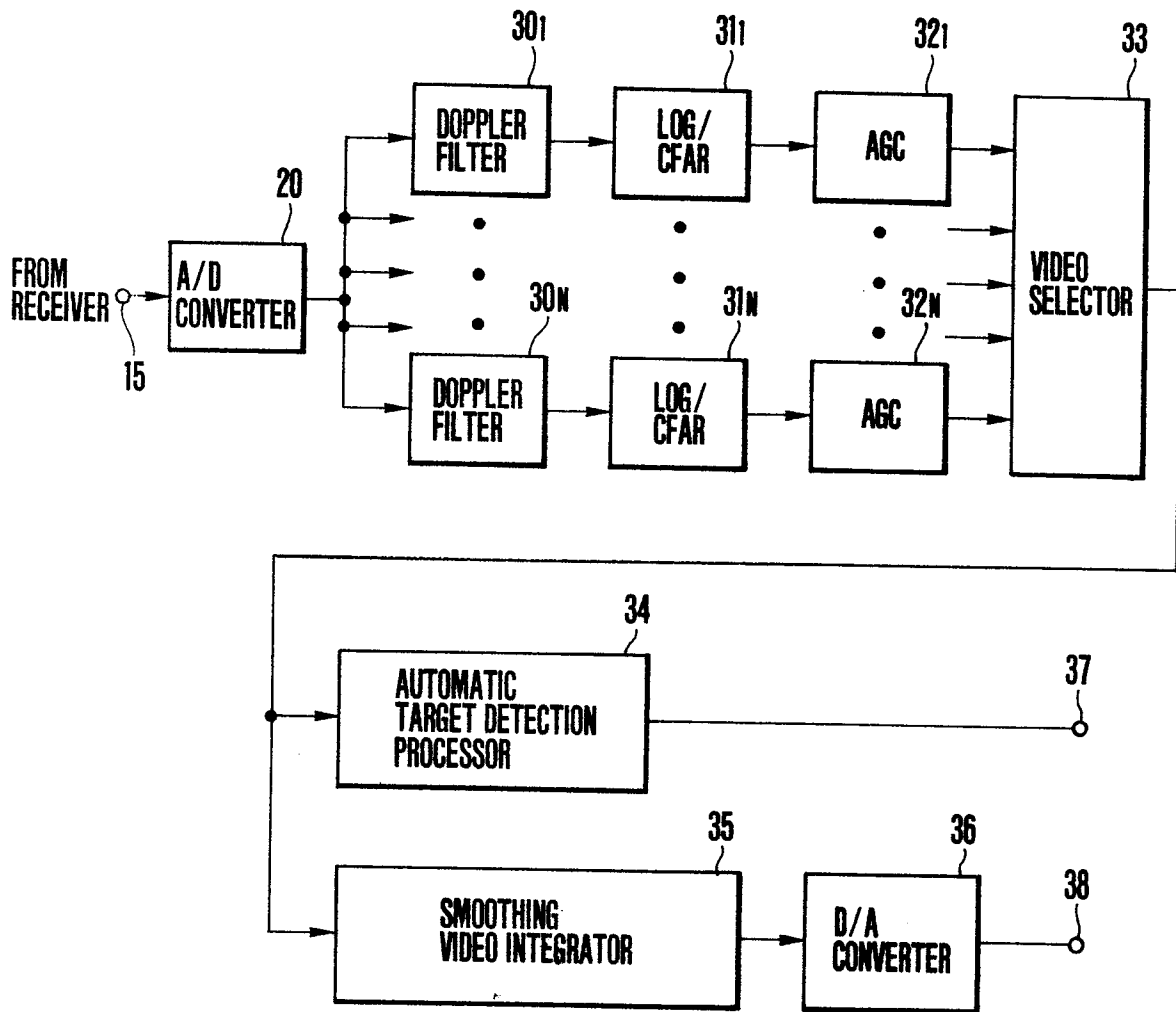 30₁
31₁
32₁
33
DOPPLER
FILTER
LOG/
CFAR
AGC
20
FROM
RECEIVER
A/D
CONVERTER
VIDEO
SELECTOR
15
30N
31N
32N
DOPPLER
FILTER
LOG/
CFAR
AGC
34
37
AUTOMATIC
TARGET DETECTION
PROCESSOR
35
36
38
SMOOTHING
VIDEO INTEGRATOR
D/A
CONVERTER